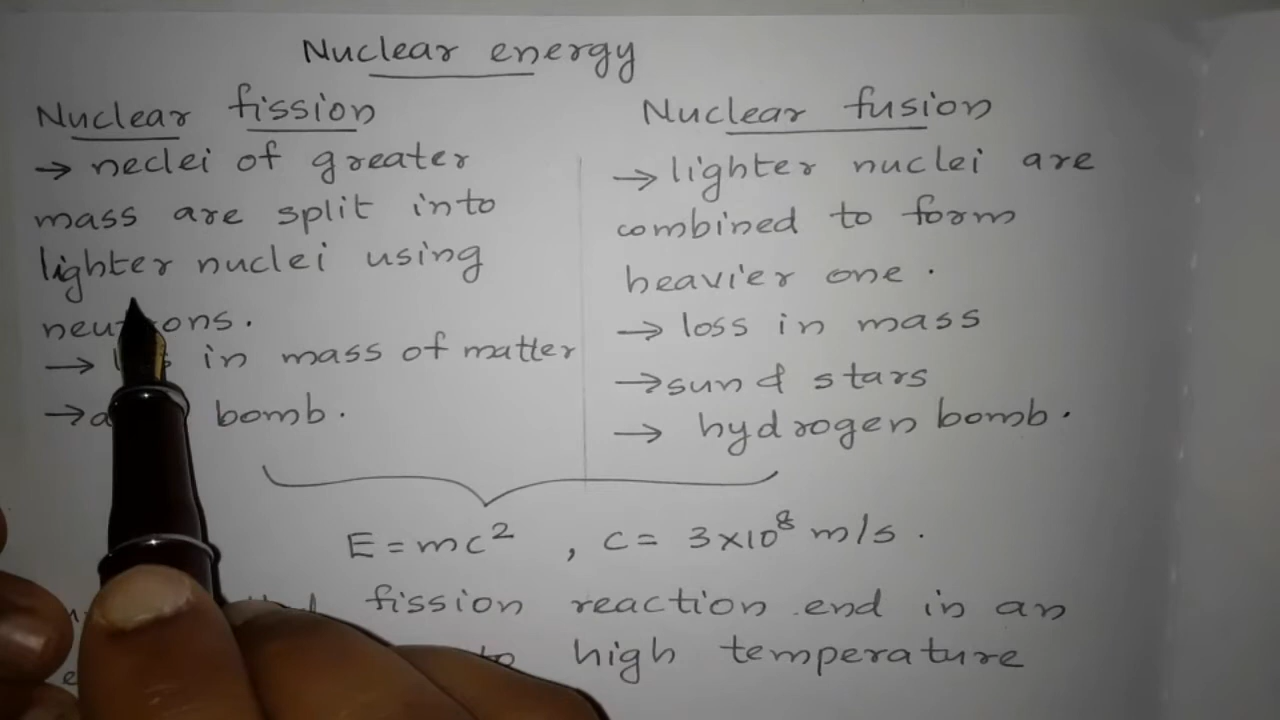 Nuclear energy
Nuclear fission
→ neclei of greater
mass are split into
lighter nuclei using
neutrons.
→ in mass of matter
→ bomb.
Nuclear fusion
→ lighter nuclei are
combined to form
heavier one.
→ loss in mass
→ sun & stars
→ hydrogen bomb.
E = mc² , c = 3×10⁸ m/s .
fission reaction end in an
to high temperature